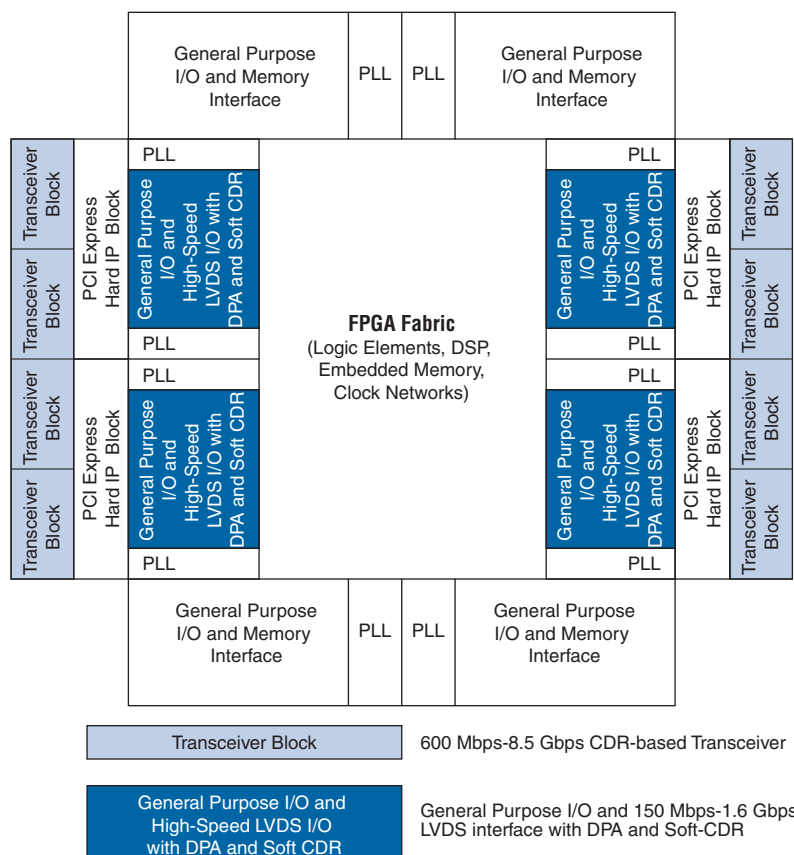 General Purpose
I/O and Memory
Interface
PLL
PLL
General Purpose
I/O and Memory
Interface
Transceiver
Block
Transceiver
Block
PCI Express
Hard IP Block
PLL
General Purpose
I/O and
High-Speed
LVDS I/O with
DPA and Soft CDR
PLL
PLL
General Purpose
I/O and
High-Speed
LVDS I/O with
DPA and Soft CDR
PLL
Transceiver
Block
Transceiver
Block
PCI Express
Hard IP Block
FPGA Fabric
(Logic Elements, DSP,
Embedded Memory,
Clock Networks)
PLL
General Purpose
I/O and
High-Speed
LVDS I/O with
DPA and Soft CDR
PLL
PCI Express
Hard IP Block
Transceiver
Block
Transceiver
Block
PLL
General Purpose
I/O and
High-Speed
LVDS I/O with
DPA and Soft CDR
PLL
PCI Express
Hard IP Block
Transceiver
Block
Transceiver
Block
General Purpose
I/O and Memory
Interface
PLL
PLL
General Purpose
I/O and Memory
Interface
Transceiver Block
600 Mbps-8.5 Gbps CDR-based Transceiver
General Purpose I/O and
High-Speed LVDS I/O
with DPA and Soft CDR
General Purpose I/O and 150 Mbps-1.6 Gbps
LVDS interface with DPA and Soft-CDR